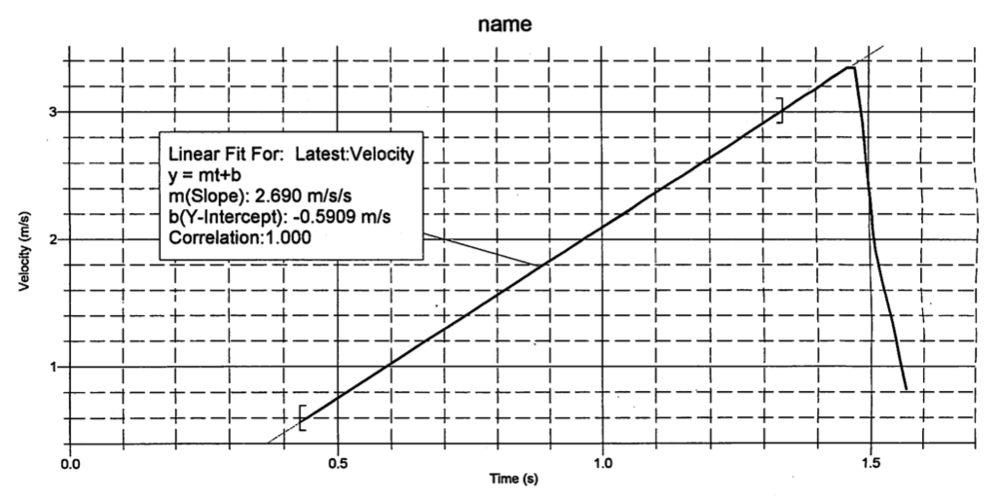 name
3
2
1
Velocity (m/s)
Linear Fit For: Latest:Velocity
y = mt+b
m(Slope): 2.690 m/s/s
b(Y-Intercept): -0.5909 m/s
Correlation:1.000
0.0
0.5
1.0
1.5
Time (s)